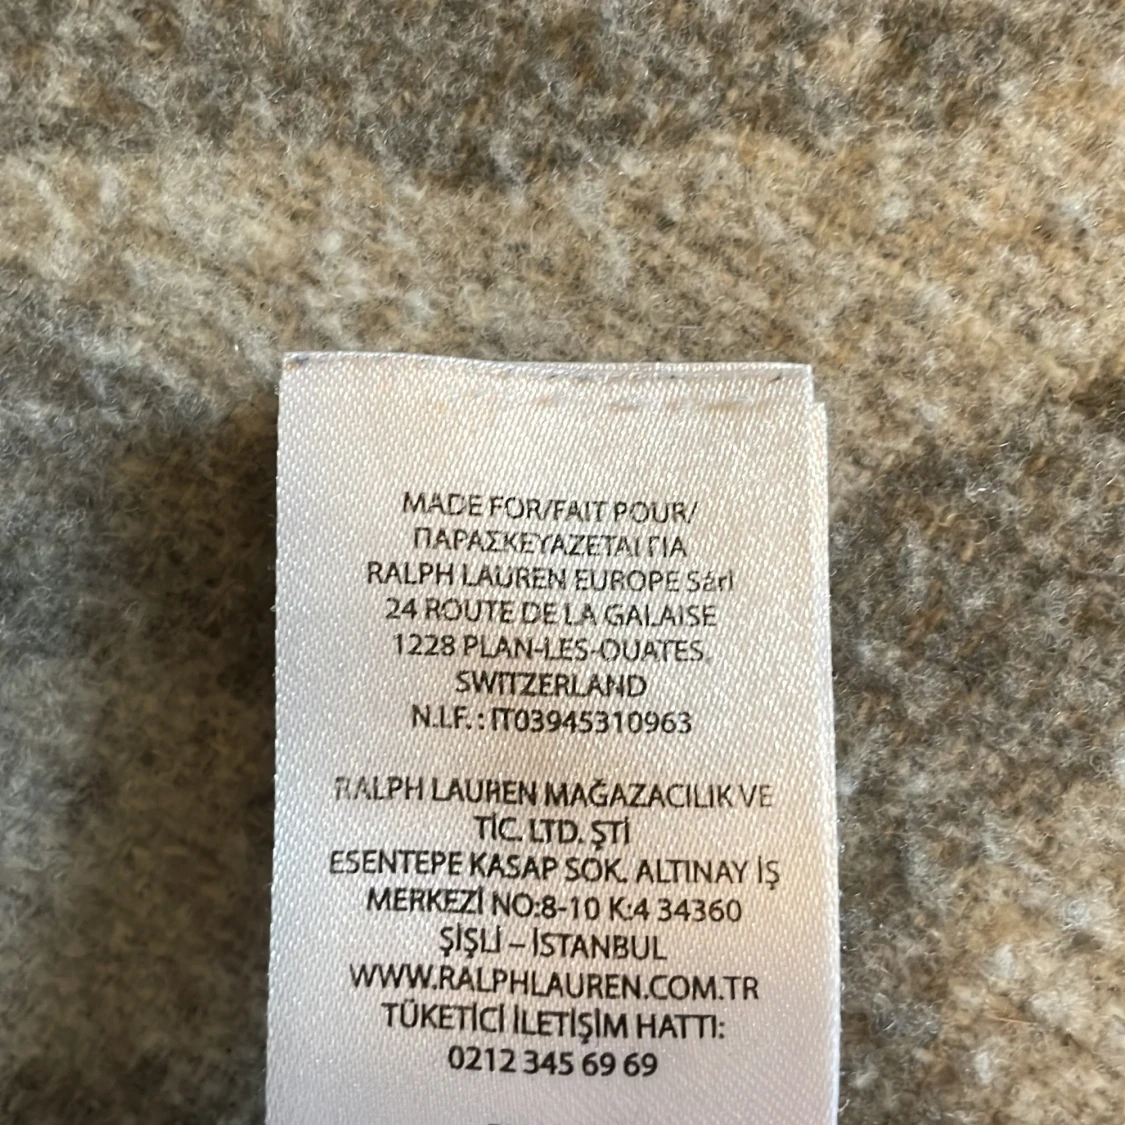 MADE FOR/FAIT POUR/
ΠΑΡΑΣΚΕΥΑΖΕΤΑΙ ΓΙΑ
RALPH LAUREN EUROPE Sárl
24 ROUTE DE LA GALAISE
1228 PLAN-LES-OUATES,
SWITZERLAND
N.I.F. : IT03945310963
RALPH LAUREN MAĞAZACILIK VE
TİC. LTD. ŞTİ
ESENTEPE KASAP SOK. ALTINAY İŞ
MERKEZİ NO:8-10 K:4 34360
ŞİŞLİ – İSTANBUL
WWW.RALPHLAUREN.COM.TR
TÜKETİCİ İLETİŞİM HATTI:
0212 345 69 69